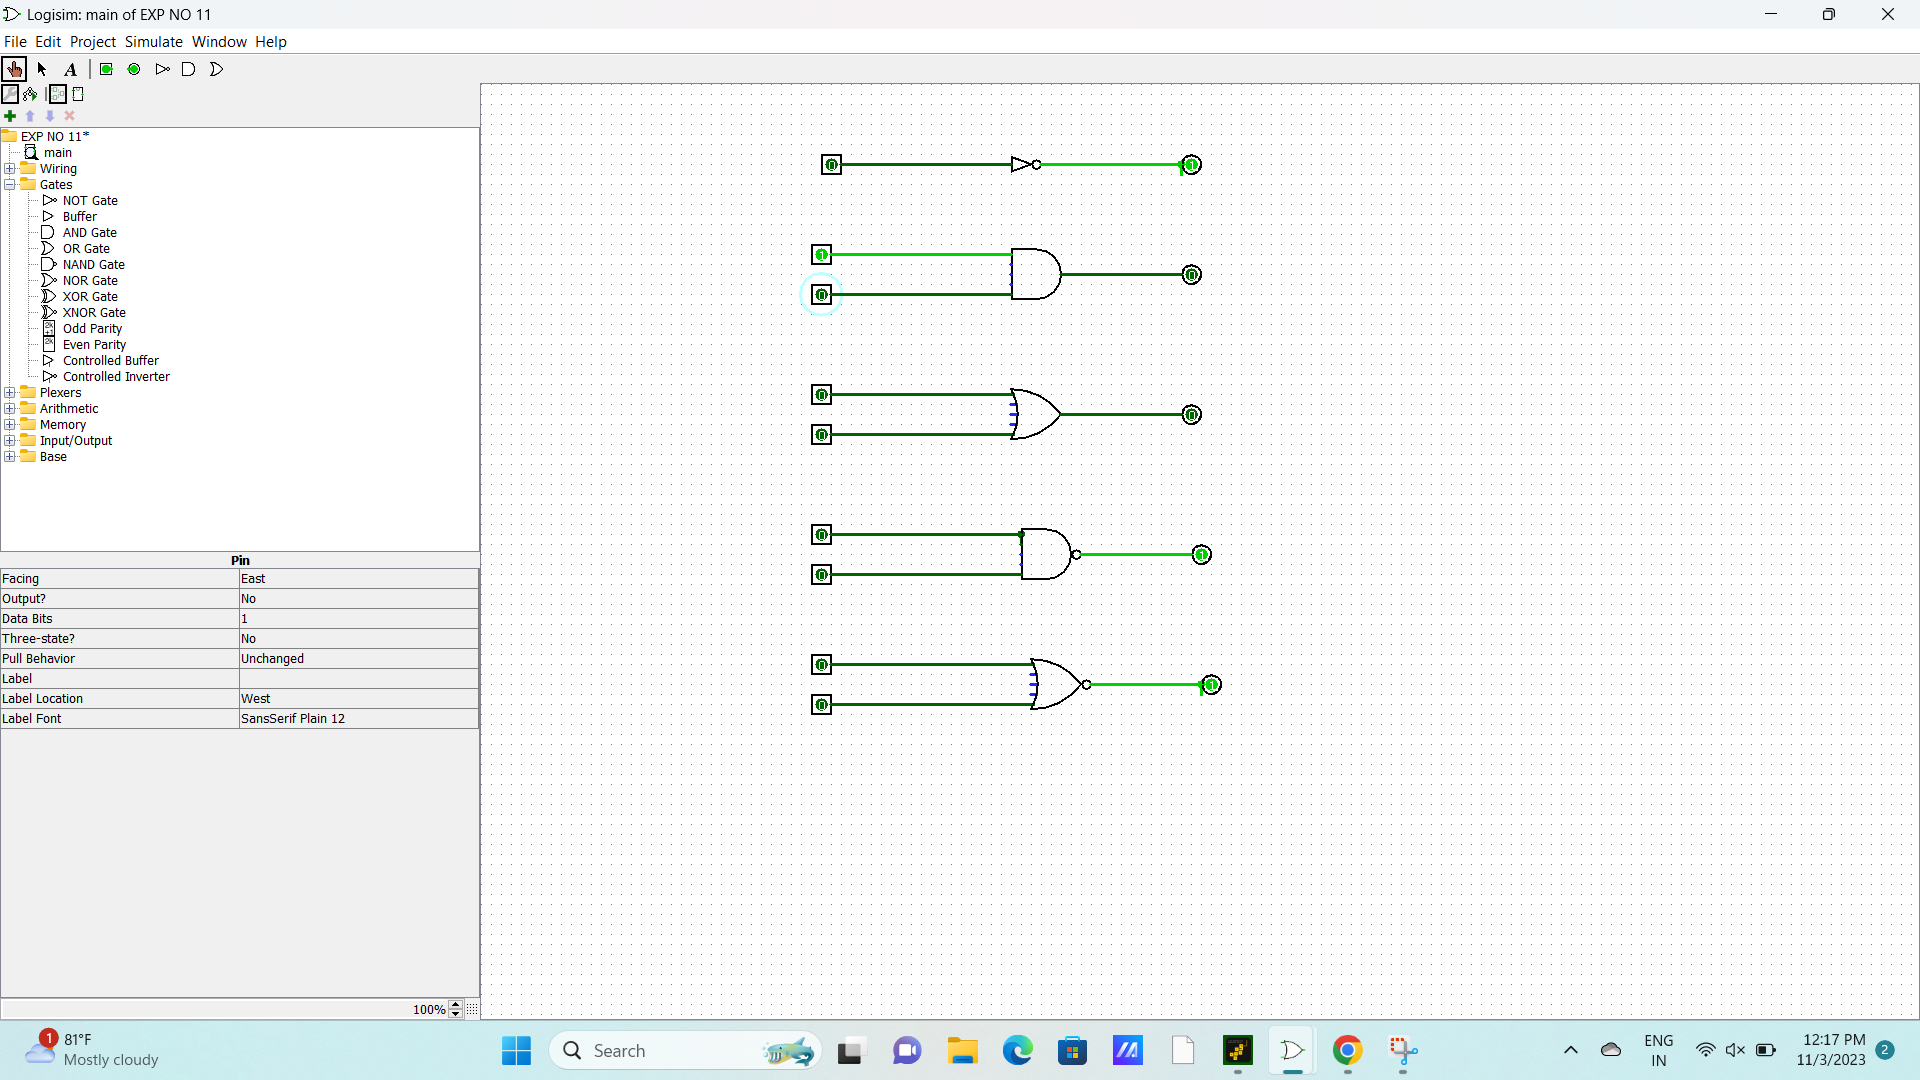 Logisim: main of EXP NO 11
File Edit Project Simulate Window Help
A
EXP NO 11*
main
Wiring
Gates
NOT Gate
Buffer
AND Gate
OR Gate
NAND Gate
NOR Gate
XOR Gate
XNOR Gate
Odd Parity
Even Parity
Controlled Buffer
Controlled Inverter
Plexers
Arithmetic
Memory
Input/Output
Base
Pin
Facing East
Output? No
Data Bits 1
Three-state? No
Pull Behavior Unchanged
Label
Label Location West
Label Font SansSerif Plain 12
100%
0 1
1
0 0
0
0 0
0
0 1
0
0 1
0
1 81°F
Mostly cloudy
Search
ENG
IN
12:17 PM
11/3/2023
2